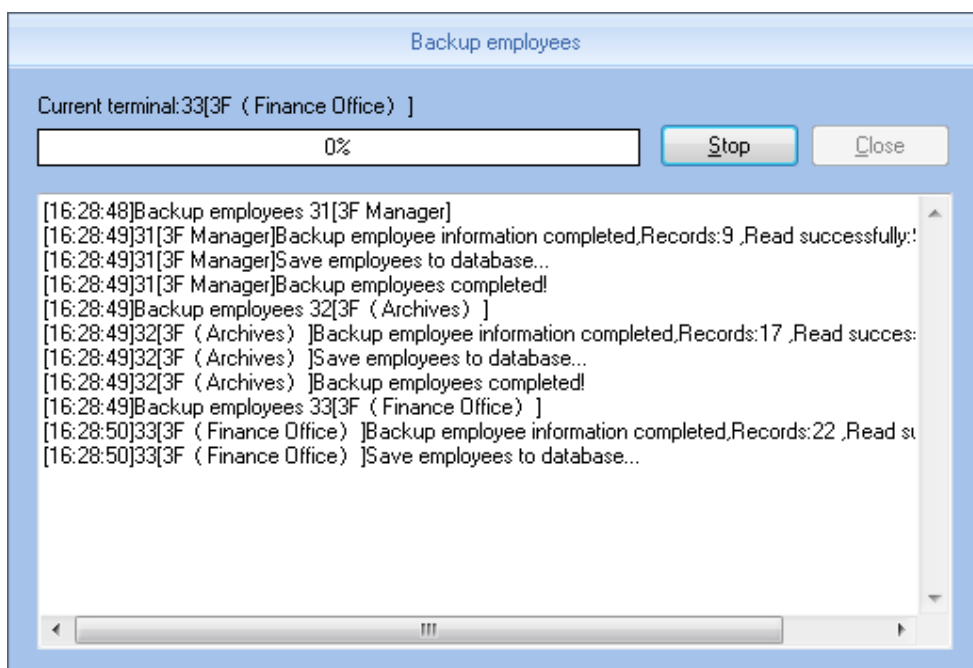 Backup employees
Current terminal:33[3F（Finance Office）]
0%
Stop
Close
[16:28:48]Backup employees 31[3F Manager]
[16:28:49]31[3F Manager]Backup employee information completed,Records:9 ,Read successfully:
[16:28:49]31[3F Manager]Save employees to database...
[16:28:49]31[3F Manager]Backup employees completed!
[16:28:49]Backup employees 32[3F（Archives）]
[16:28:49]32[3F（Archives）]Backup employee information completed,Records:17 ,Read succes
[16:28:49]32[3F（Archives）]Save employees to database...
[16:28:49]32[3F（Archives）]Backup employees completed!
[16:28:49]Backup employees 33[3F（Finance Office）]
[16:28:50]33[3F（Finance Office）]Backup employee information completed,Records:22 ,Read
[16:28:50]33[3F（Finance Office）]Save employees to database...